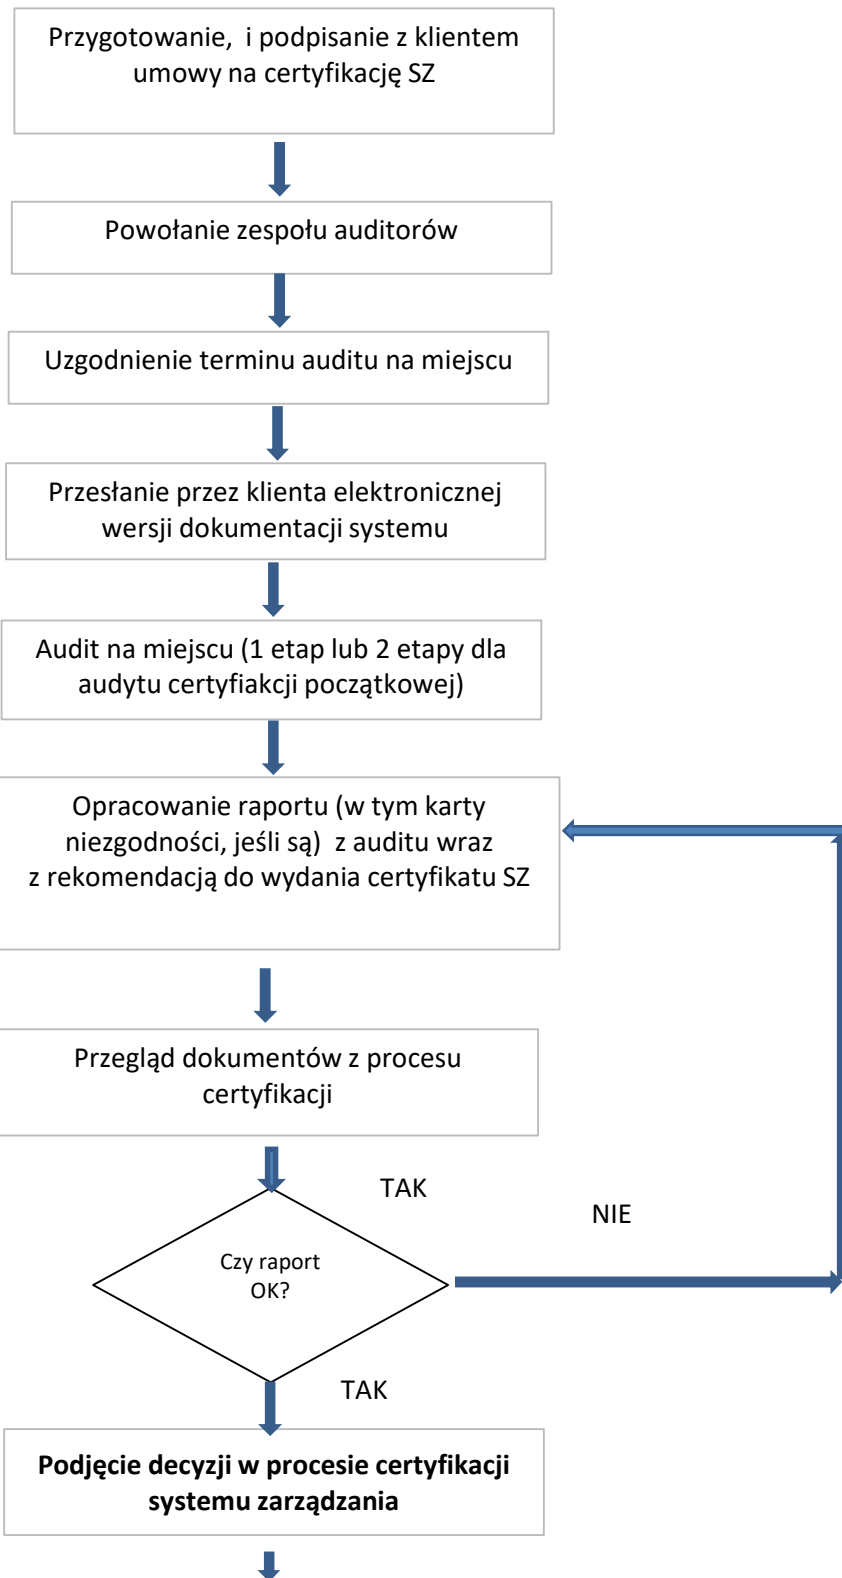 Przygotowanie, i podpisanie z klientem
umowy na certyfikację SZ
Powołanie zespołu auditorów
Uzgodnienie terminu auditu na miejscu
Przesłanie przez klienta elektronicznej
wersji dokumentacji systemu
Audit na miejscu (1 etap lub 2 etapy dla
audytu certyfiakcji początkowej)
Opracowanie raportu (w tym karty
niezgodności, jeśli są) z auditu wraz
z rekomendacją do wydania certyfikatu SZ
Przegląd dokumentów z procesu
certyfikacji
TAK
NIE
Czy raport
OK?
TAK
Podjęcie decyzji w procesie certyfikacji
systemu zarządzania